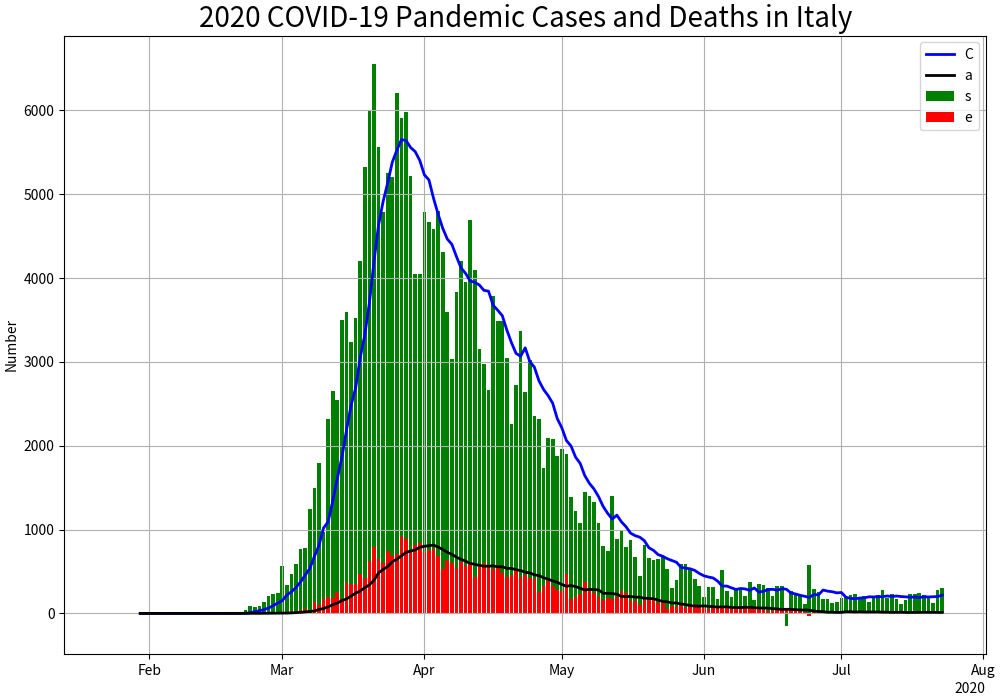 2020 COVID-19 Pandemic Cases and Deaths in Italy
C
a
s
e
6000
5000
4000
3000
2000
1000
0
Number
Feb Mar Apr May Jun Jul Aug
2020